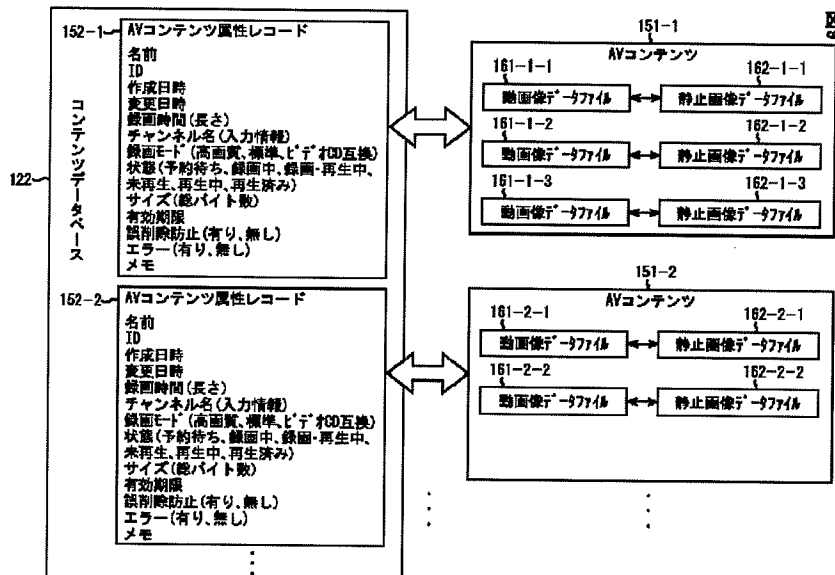 152-1
AVコンテンツ属性レコード
名前
ID
作成日時
変更日時
録画時間(長さ)
チャンネル名(入力情報)
録画モード(高画質、標準、ビデオCD互換)
状態(予約待ち、録画中、録画・再生中、
未再生、再生中、再生済み)
サイズ(総バイト数)
有効期限
誤削除防止(有り、無し)
エラー(有り、無し)
メモ
122
コンテンツデータベース
151-1
AVコンテンツ
161-1-1
162-1-1
動画像データファイル
静止画像データファイル
161-1-2
162-1-2
動画像データファイル
静止画像データファイル
161-1-3
162-1-3
動画像データファイル
静止画像データファイル
152-2
AVコンテンツ属性レコード
名前
ID
作成日時
変更日時
録画時間(長さ)
チャンネル名(入力情報)
録画モード(高画質、標準、ビデオCD互換)
状態(予約待ち、録画中、録画・再生中、
未再生、再生中、再生済み)
サイズ(総バイト数)
有効期限
誤削除防止(有り、無し)
エラー(有り、無し)
メモ
151-2
AVコンテンツ
161-2-1
162-2-1
動画像データファイル
静止画像データファイル
161-2-2
162-2-2
動画像データファイル
静止画像データファイル